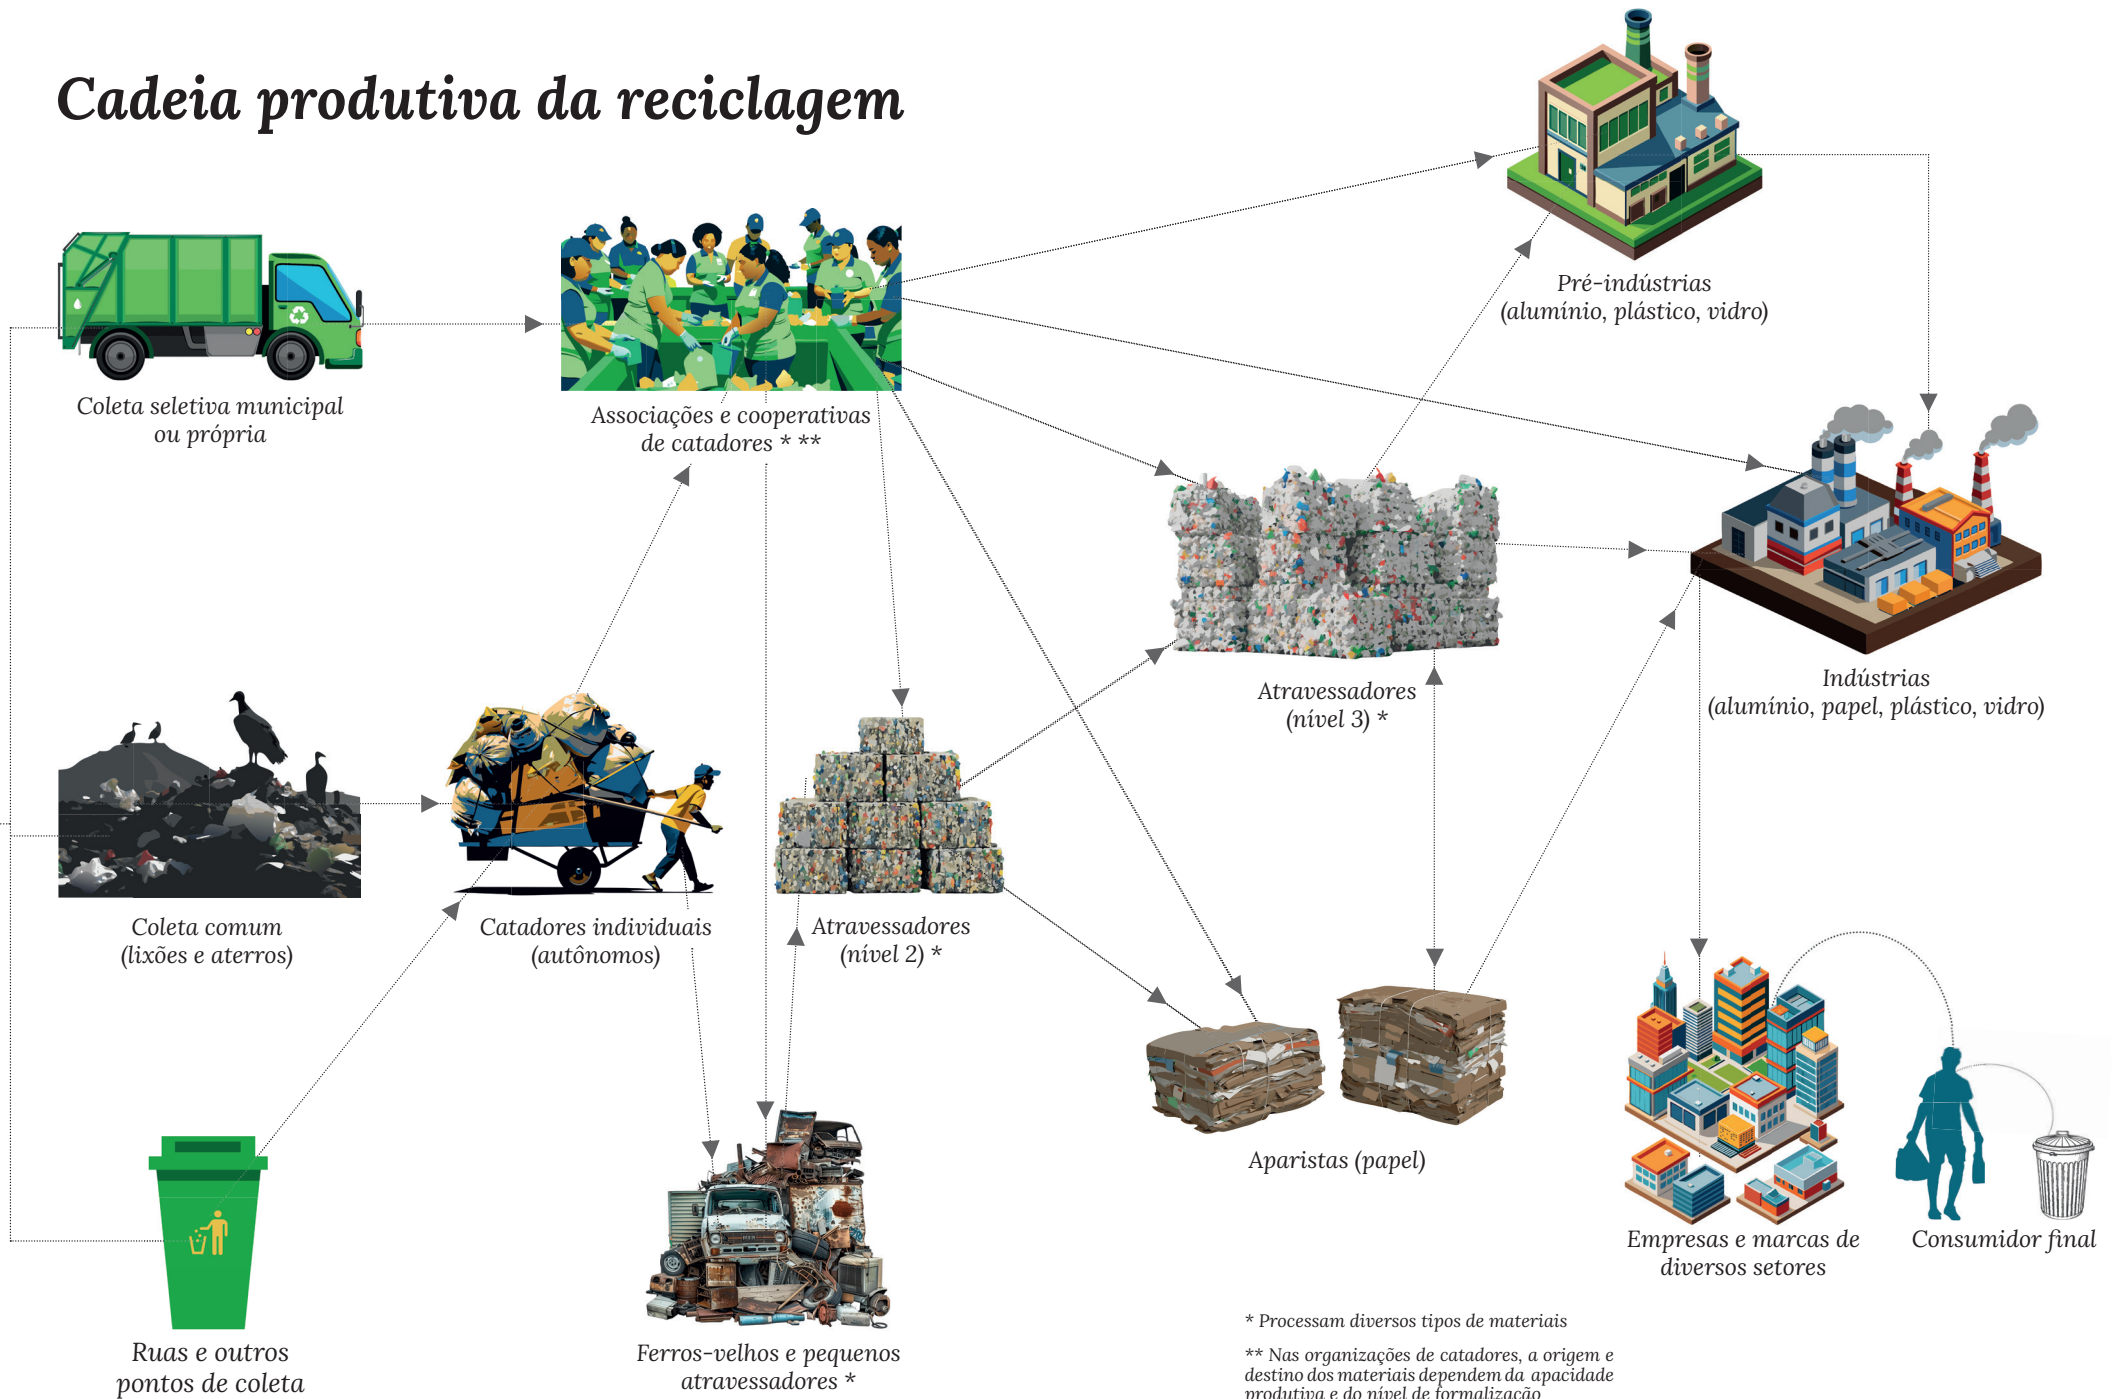 Cadeia produtiva da reciclagem
Pré-indústrias
(alumínio, plástico, vidro)
Coleta seletiva municipal
ou própria
Associações e cooperativas
de catadores * **
Atravessadores
(nível 3) *
Indústrias
(alumínio, papel, plástico, vidro)
Coleta comum
(lixões e aterros)
Catadores individuais
(autônomos)
Atravessadores
(nível 2) *
Aparistas (papel)
Empresas e marcas de
diversos setores
Consumidor final
Ruas e outros
pontos de coleta
Ferros-velhos e pequenos
atravessadores *
* Processam diversos tipos de materiais
** Nas organizações de catadores, a origem e
destino dos materiais dependem da apacidade
produtiva e do nível de formalização